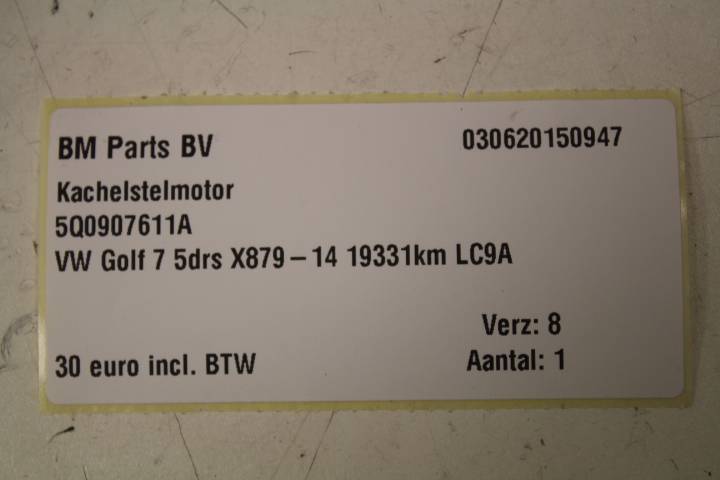 BM Parts BV 030620150947
Kachelstelmotor
5Q0907611A
VW Golf 7 5drs X879-14 19331km LC9A
Verz: 8
30 euro incl. BTW Aantal: 1